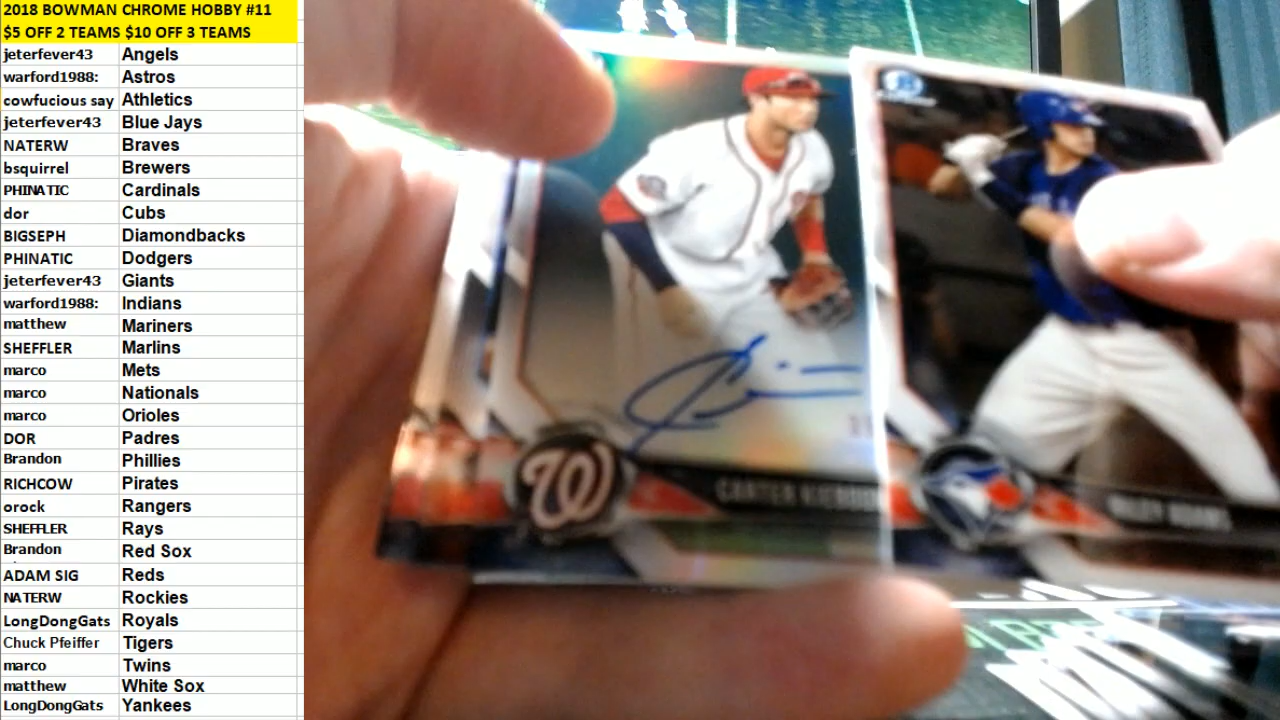 2018 BOWMAN CHROME HOBBY #11
$5 OFF 2 TEAMS $10 OFF 3 TEAMS
jeterfever43 Angels
warford1988: Astros
cowfucious say Athletics
jeterfever43 Blue Jays
NATERW Braves
bsquirrel Brewers
PHINATIC Cardinals
dor Cubs
BIGSEPH Diamondbacks
PHINATIC Dodgers
jeterfever43 Giants
warford1988: Indians
matthew Mariners
SHEFFLER Marlins
marco Mets
marco Nationals
marco Orioles
DOR Padres
Brandon Phillies
RICHCOW Pirates
orock Rangers
SHEFFLER Rays
Brandon Red Sox
ADAM SIG Reds
NATERW Rockies
LongDongGats Royals
Chuck Pfeiffer Tigers
marco Twins
matthew White Sox
LongDongGats Yankees
W
CARTER KIEBOO
RILEY ADAMS